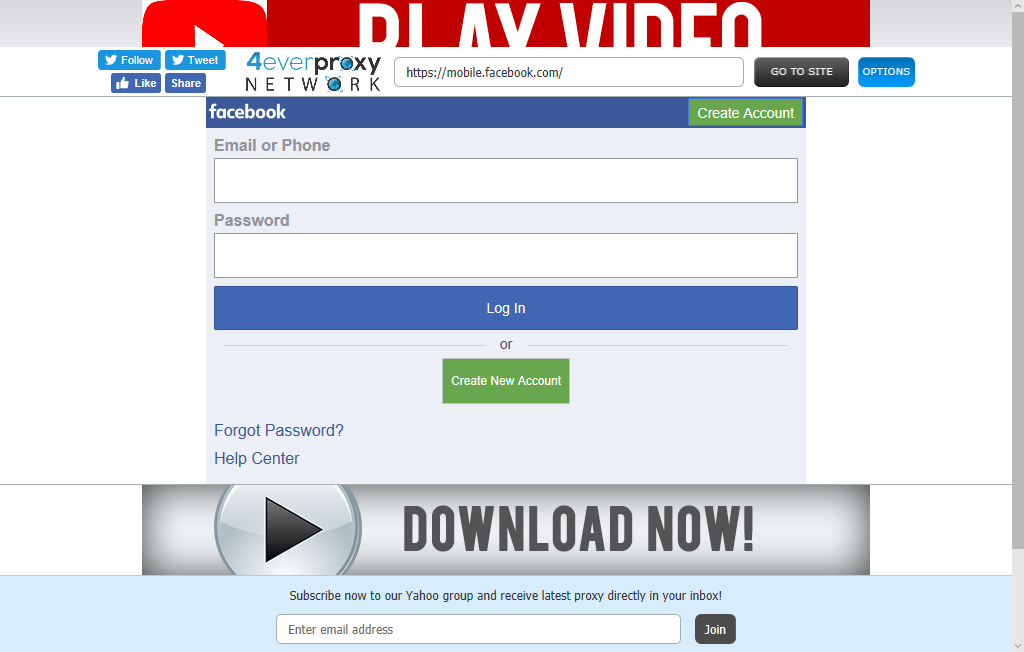 PLAY VIDEO
Follow
Tweet
Like
Share
4everproxy
NETWORK
https://mobile.facebook.com/
GO TO SITE
OPTIONS
facebook
Create Account
Email or Phone
Password
Log In
or
Create New Account
Forgot Password?
Help Center
DOWNLOAD NOW!
Subscribe now to our Yahoo group and receive latest proxy directly in your inbox!
Enter email address
Join